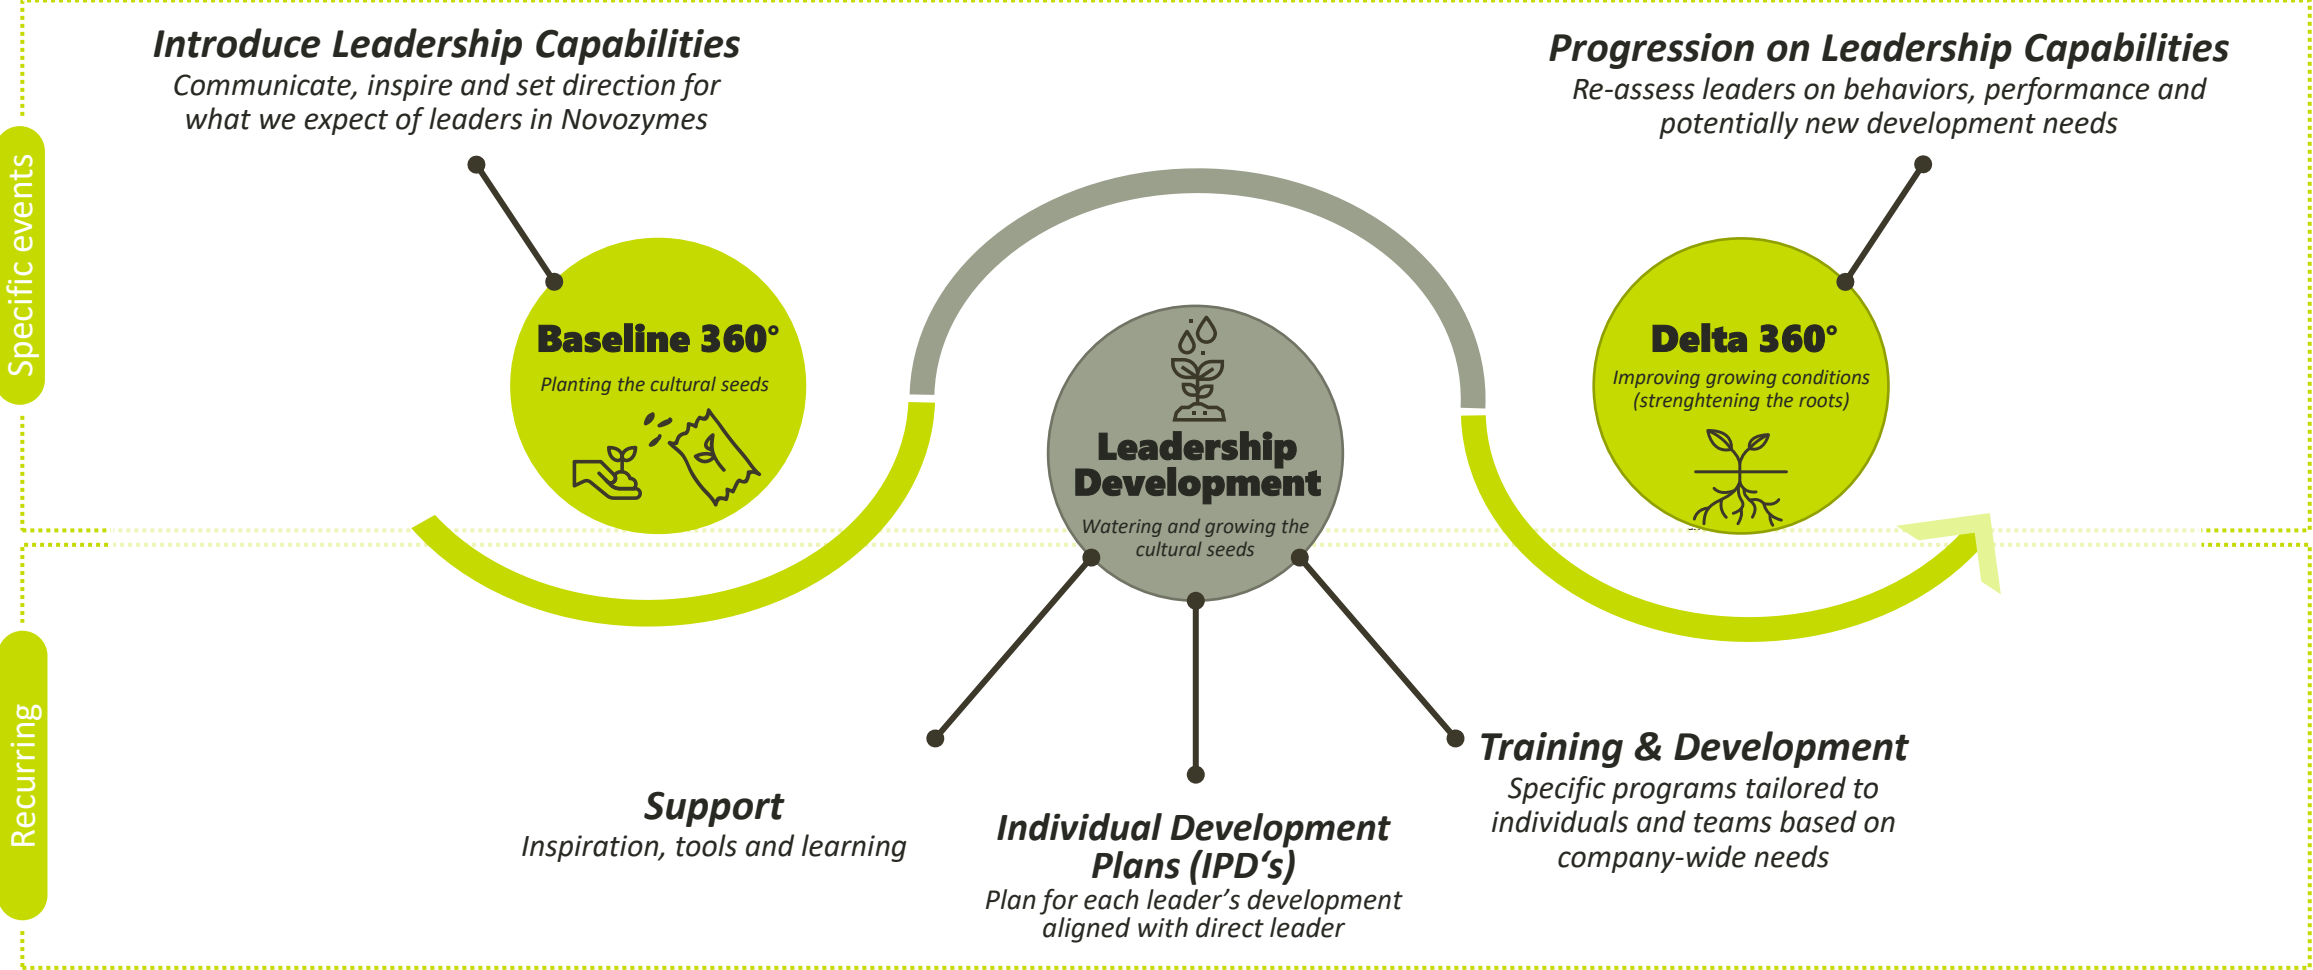 Introduce Leadership Capabilities
Communicate, inspire and set direction for
what we expect of leaders in Novozymes
Progression on Leadership Capabilities
Re-assess leaders on behaviors, performance and
potentially new development needs
Specific events
Baseline 360°
Planting the cultural seeds
Leadership
Development
Watering and growing the
cultural seeds
Delta 360°
Improving growing conditions
(strenghtening the roots)
Recurring
Support
Inspiration, tools and learning
Individual Development
Plans (IPD‘s)
Plan for each leader’s development
aligned with direct leader
Training & Development
Specific programs tailored to
individuals and teams based on
company-wide needs